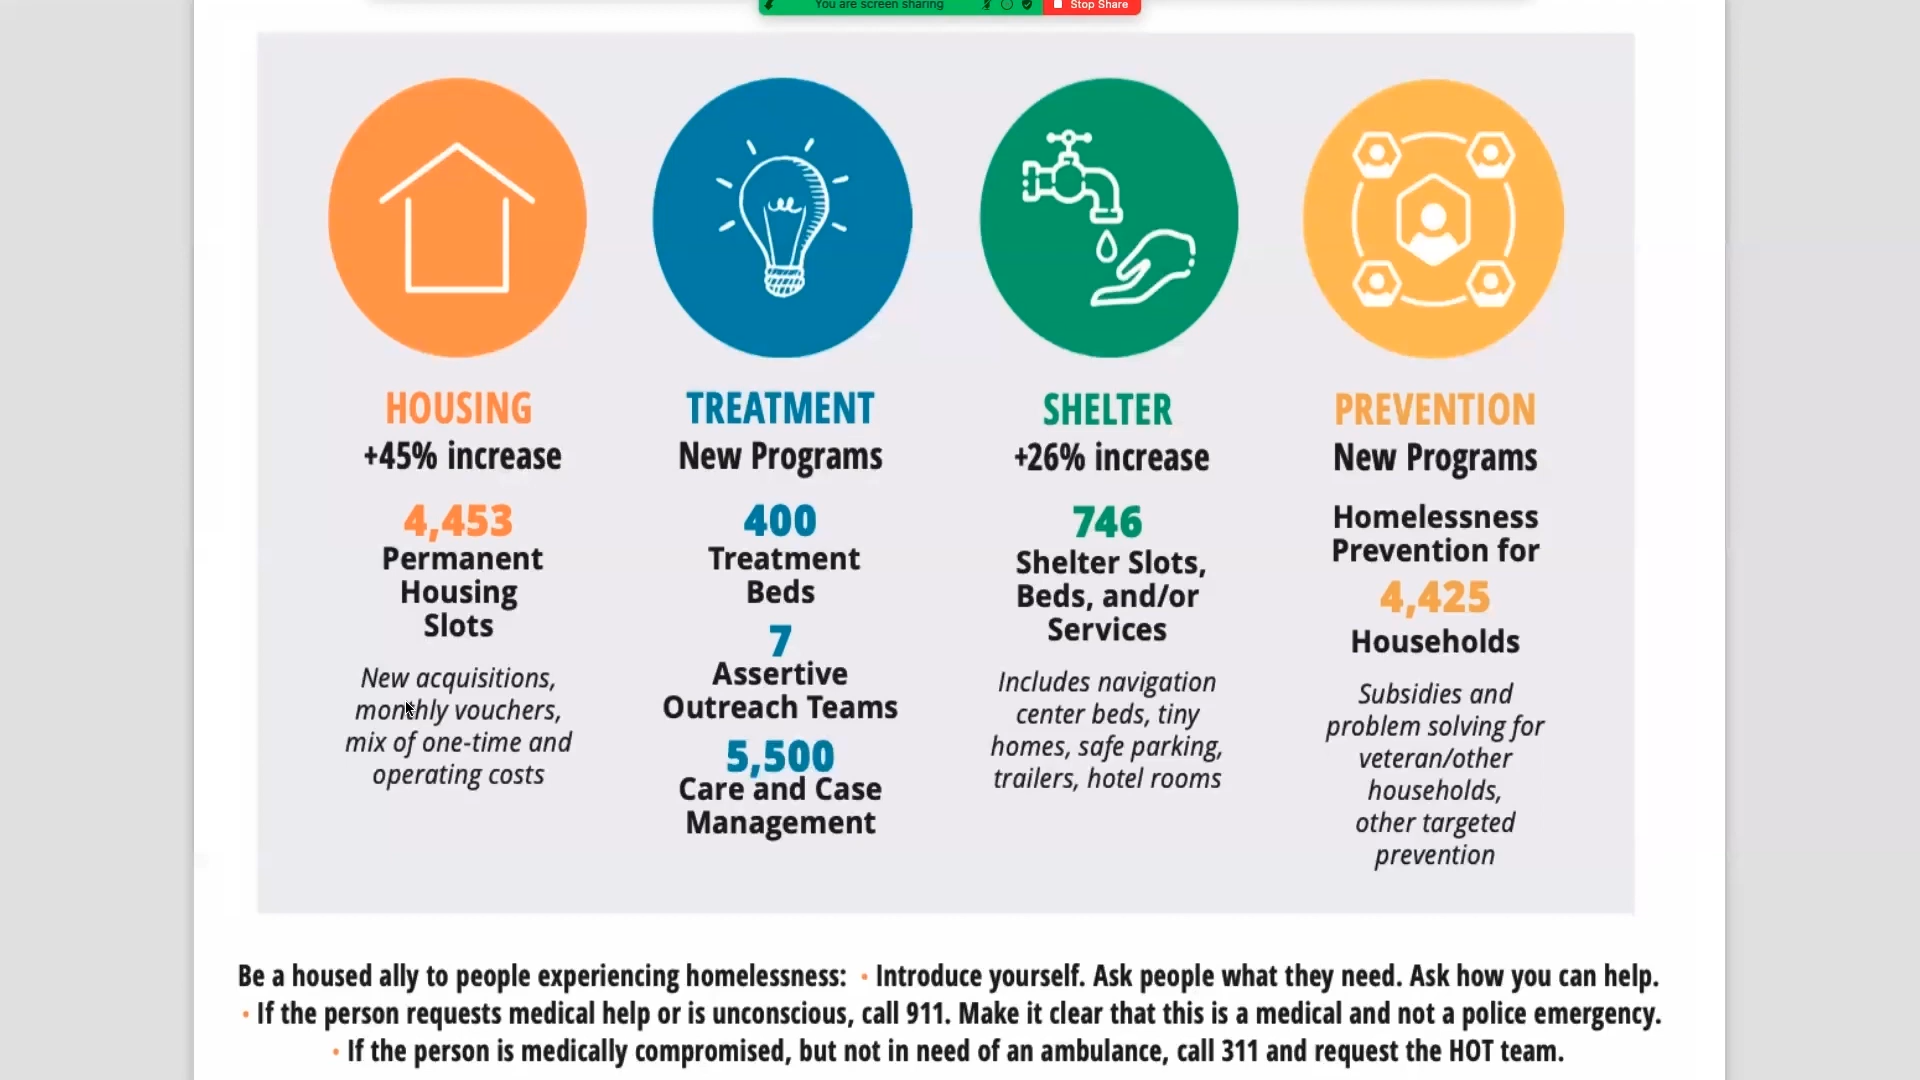 You are screen sharing
Stop Share
HOUSING
+45% increase
4,453
Permanent
Housing
Slots
New acquisitions,
monthly vouchers,
mix of one-time and
operating costs
TREATMENT
New Programs
400
Treatment
Beds
7
Assertive
Outreach Teams
5,500
Care and Case
Management
SHELTER
+26% increase
746
Shelter Slots,
Beds, and/or
Services
Includes navigation
center beds, tiny
homes, safe parking,
trailers, hotel rooms
PREVENTION
New Programs
Homelessness
Prevention for
4,425
Households
Subsidies and
problem solving for
veteran/other
households,
other targeted
prevention
Be a housed ally to people experiencing homelessness: • Introduce yourself. Ask people what they need. Ask how you can help.
• If the person requests medical help or is unconscious, call 911. Make it clear that this is a medical and not a police emergency.
• If the person is medically compromised, but not in need of an ambulance, call 311 and request the HOT team.